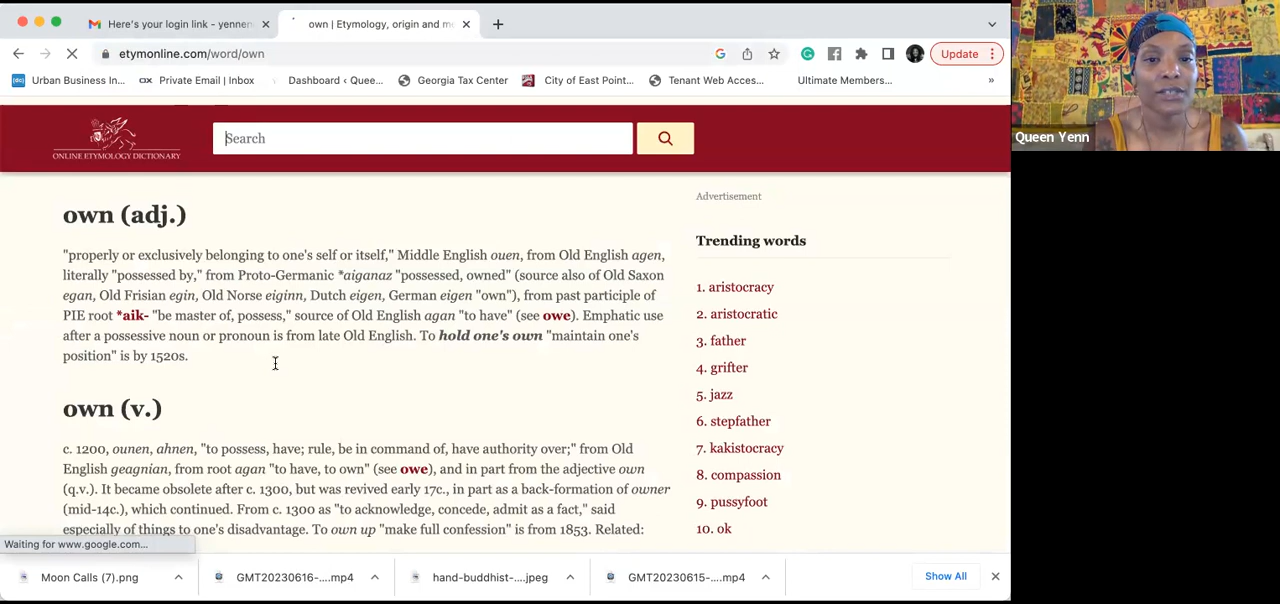 Here's your login link - yennen
own | Etymology, origin and me
etymonline.com/word/own
Update
Urban Business In...
Private Email | Inbox
Dashboard ‹ Quee...
Georgia Tax Center
City of East Point...
Tenant Web Acces...
Ultimate Members...
»
ONLINE ETYMOLOGY DICTIONARY
Search
Queen Yenn
own (adj.)
"properly or exclusively belonging to one's self or itself," Middle English ouen, from Old English agen,
literally "possessed by," from Proto-Germanic *aiganaz "possessed, owned" (source also of Old Saxon
egan, Old Frisian egin, Old Norse eiginn, Dutch eigen, German eigen "own"), from past participle of
PIE root *aik- "be master of, possess," source of Old English agan "to have" (see owe). Emphatic use
after a possessive noun or pronoun is from late Old English. To hold one's own "maintain one's
position" is by 1520s.
own (v.)
c. 1200, ounen, ahnen, "to possess, have; rule, be in command of, have authority over;" from Old
English geagnian, from root agan "to have, to own" (see owe), and in part from the adjective own
(q.v.). It became obsolete after c. 1300, but was revived early 17c., in part as a back-formation of owner
(mid-14c.), which continued. From c. 1300 as "to acknowledge, concede, admit as a fact," said
especially of things to one's disadvantage. To own up "make full confession" is from 1853. Related:
Advertisement
Trending words
1. aristocracy
2. aristocratic
3. father
4. grifter
5. jazz
6. stepfather
7. kakistocracy
8. compassion
9. pussyfoot
10. ok
Waiting for www.google.com...
Moon Calls (7).png
GMT20230616-....mp4
hand-buddhist-....jpeg
GMT20230615-....mp4
Show All